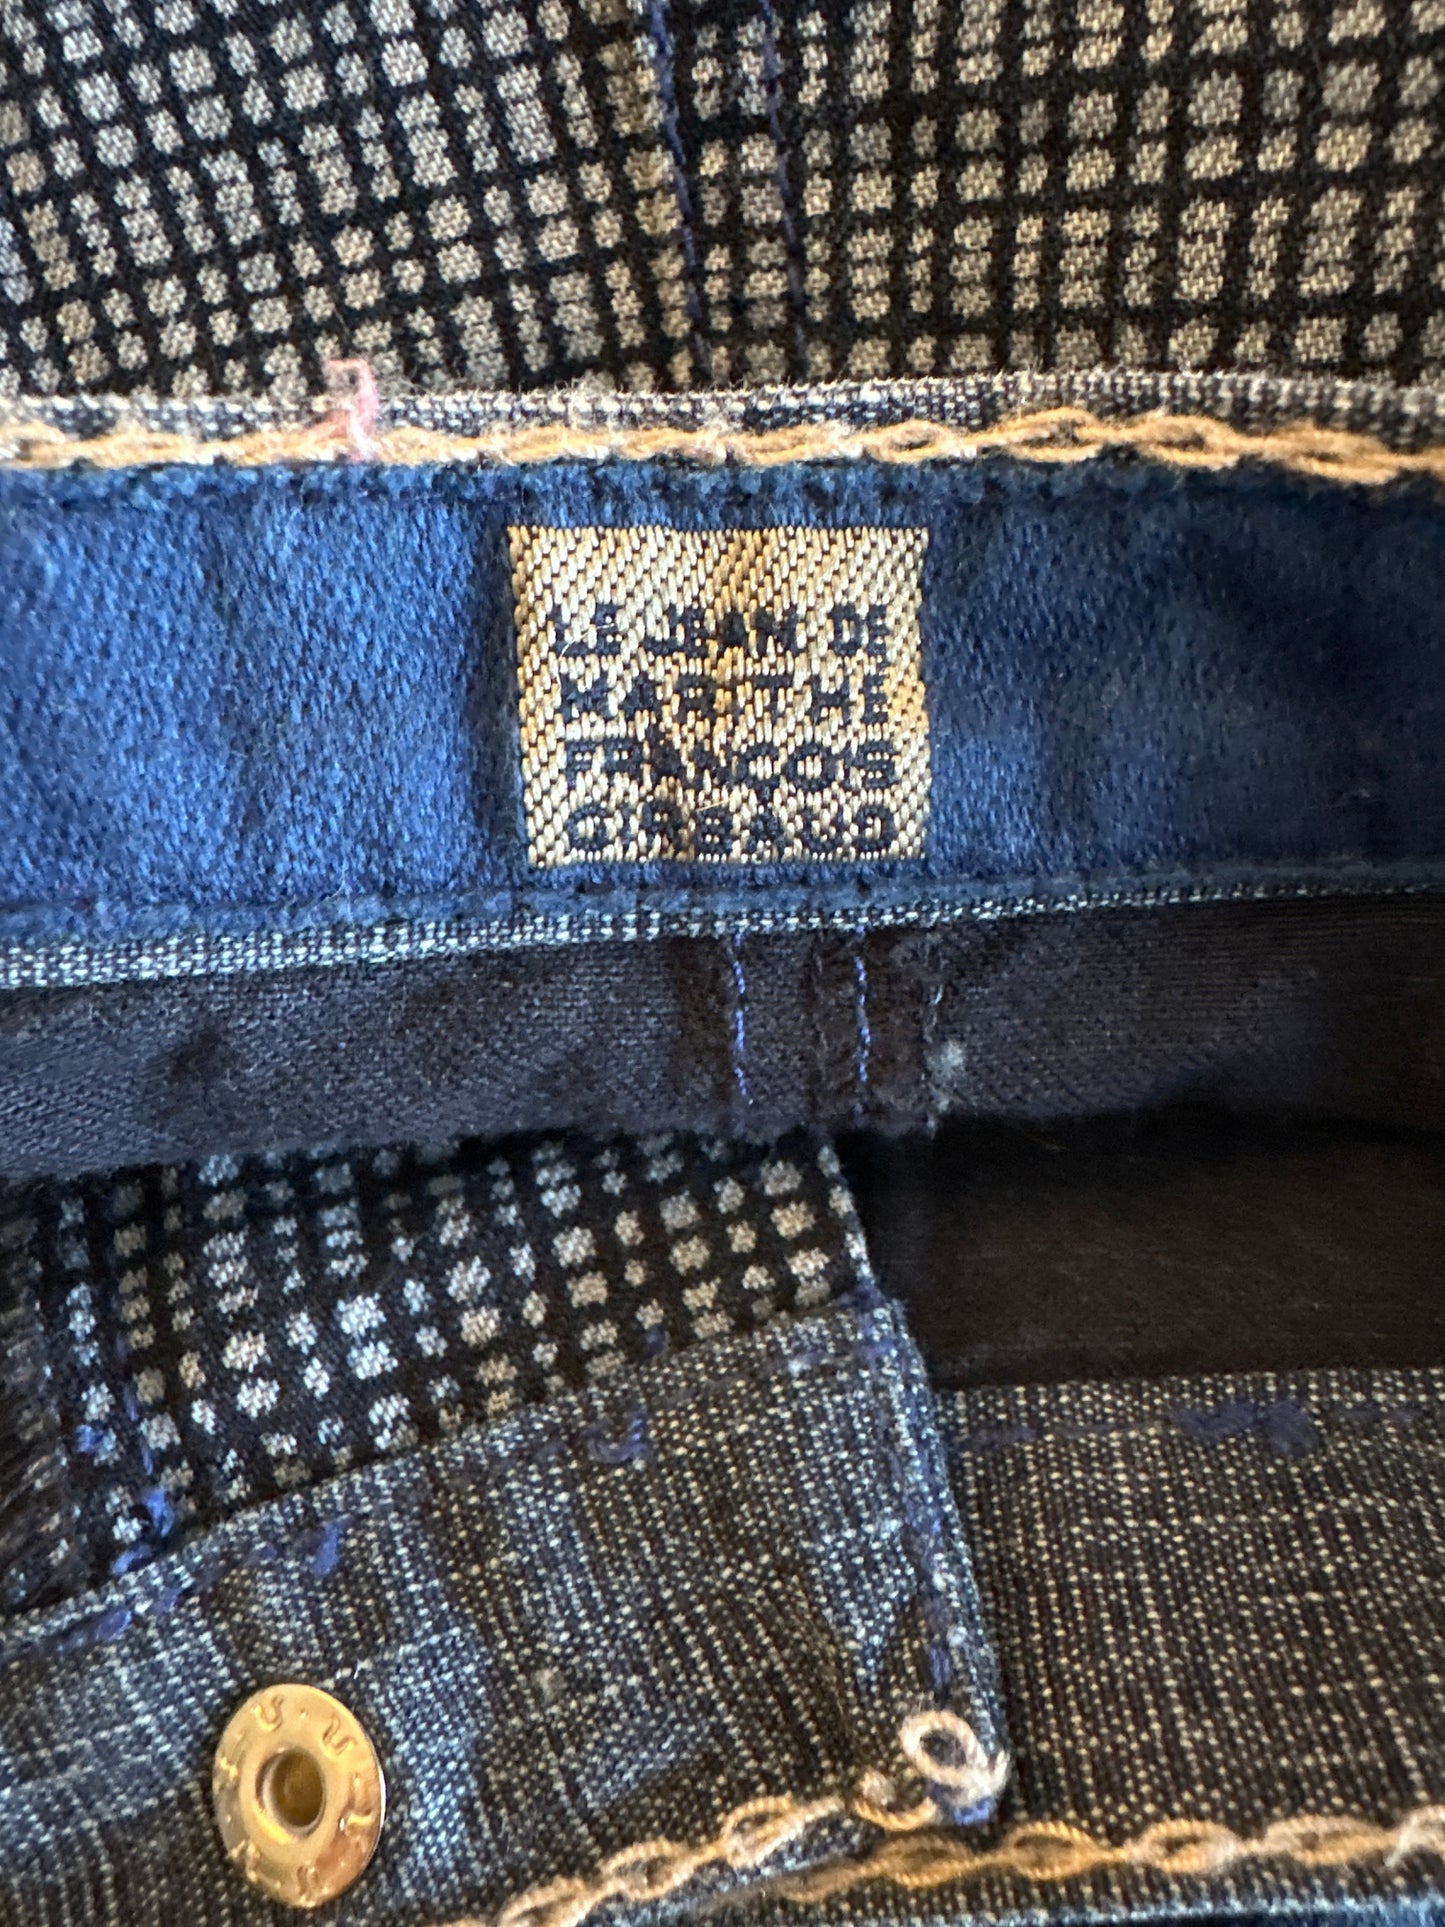 LE JEAN DE
MARITHE
FRANCOIS
GIRBAUD